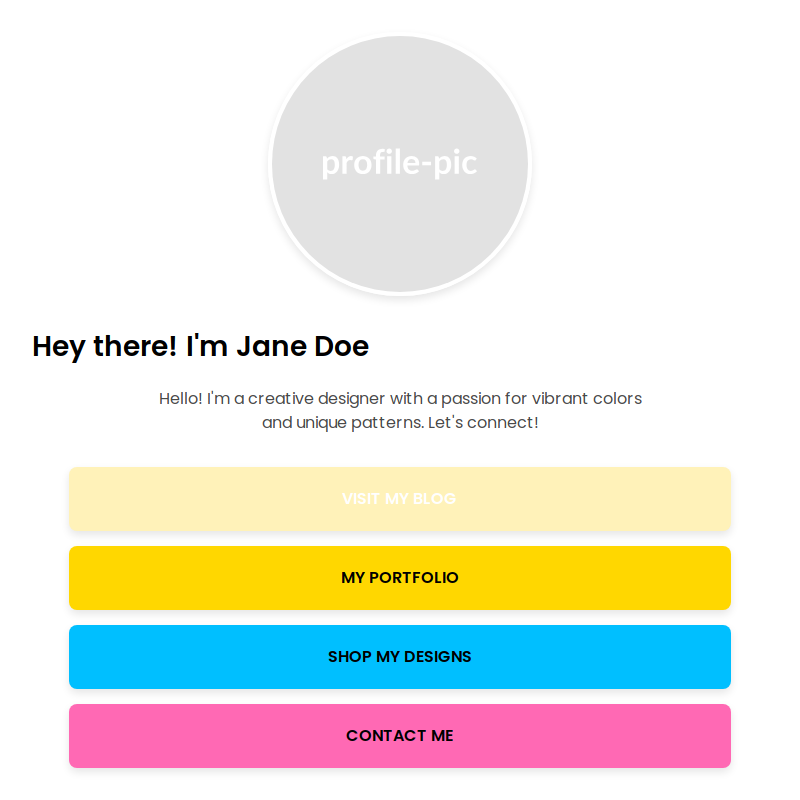 profile-pic
Hey there! I'm Jane Doe
Hello! I'm a creative designer with a passion for vibrant colors
and unique patterns. Let's connect!
VISIT MY BLOG
MY PORTFOLIO
SHOP MY DESIGNS
CONTACT ME